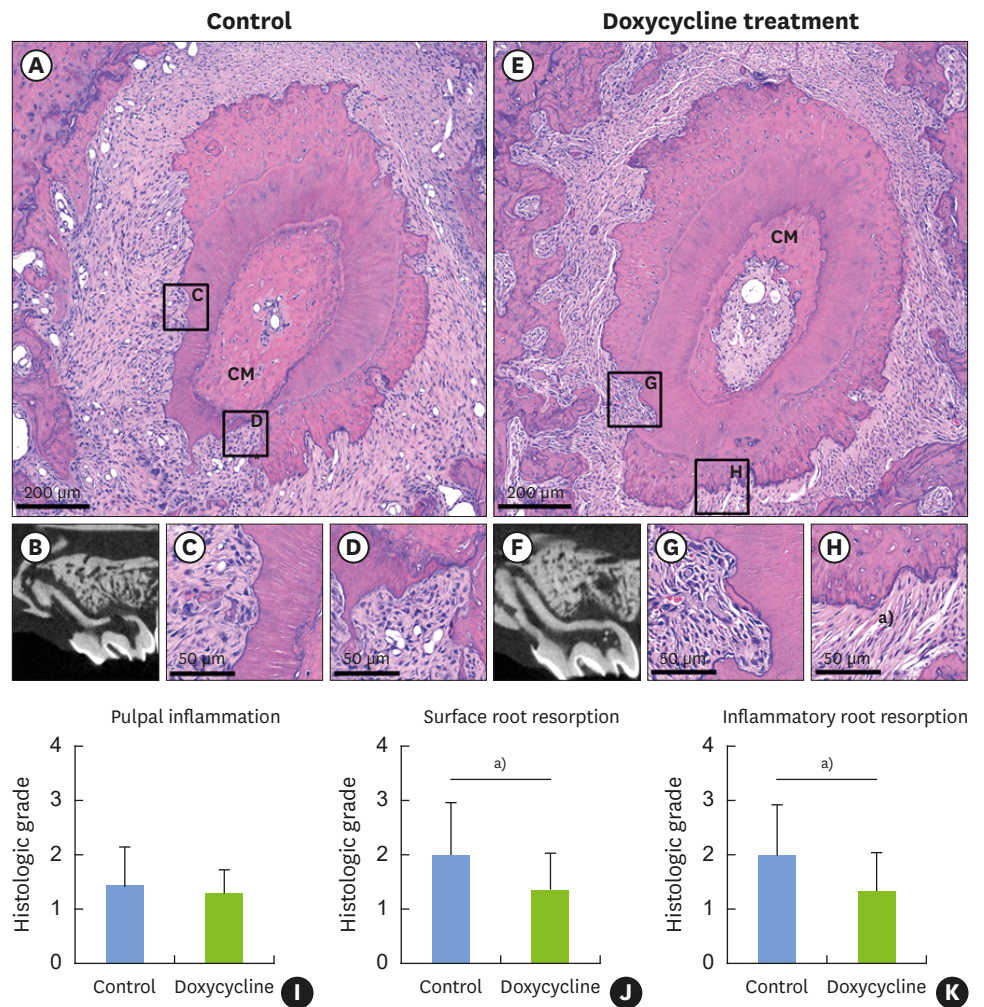 Control
Doxycycline treatment
A
C
CM
D
200 μm
E
CM
G
H
200 μm
B
C
50 μm
D
50 μm
F
G
50 μm
H
a)
50 μm
Pulpal inflammation
Histologic grade
4
3
2
1
0
Control
Doxycycline
I
Surface root resorption
a)
Histologic grade
4
3
2
1
0
Control
Doxycycline
J
Inflammatory root resorption
a)
Histologic grade
4
3
2
1
0
Control
Doxycycline
K